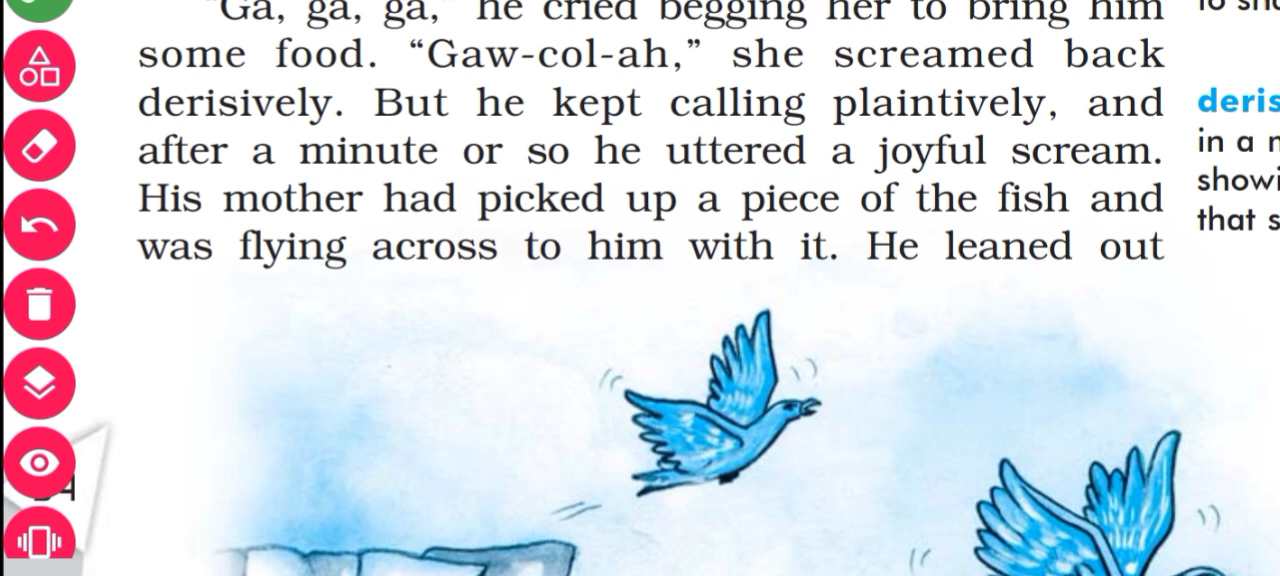 "Ga, ga, ga," he cried begging her to bring him
some food. “Gaw-col-ah,” she screamed back
derisively. But he kept calling plaintively, and
after a minute or so he uttered a joyful scream.
His mother had picked up a piece of the fish and
was flying across to him with it. He leaned out
deris
in a
showi
that s